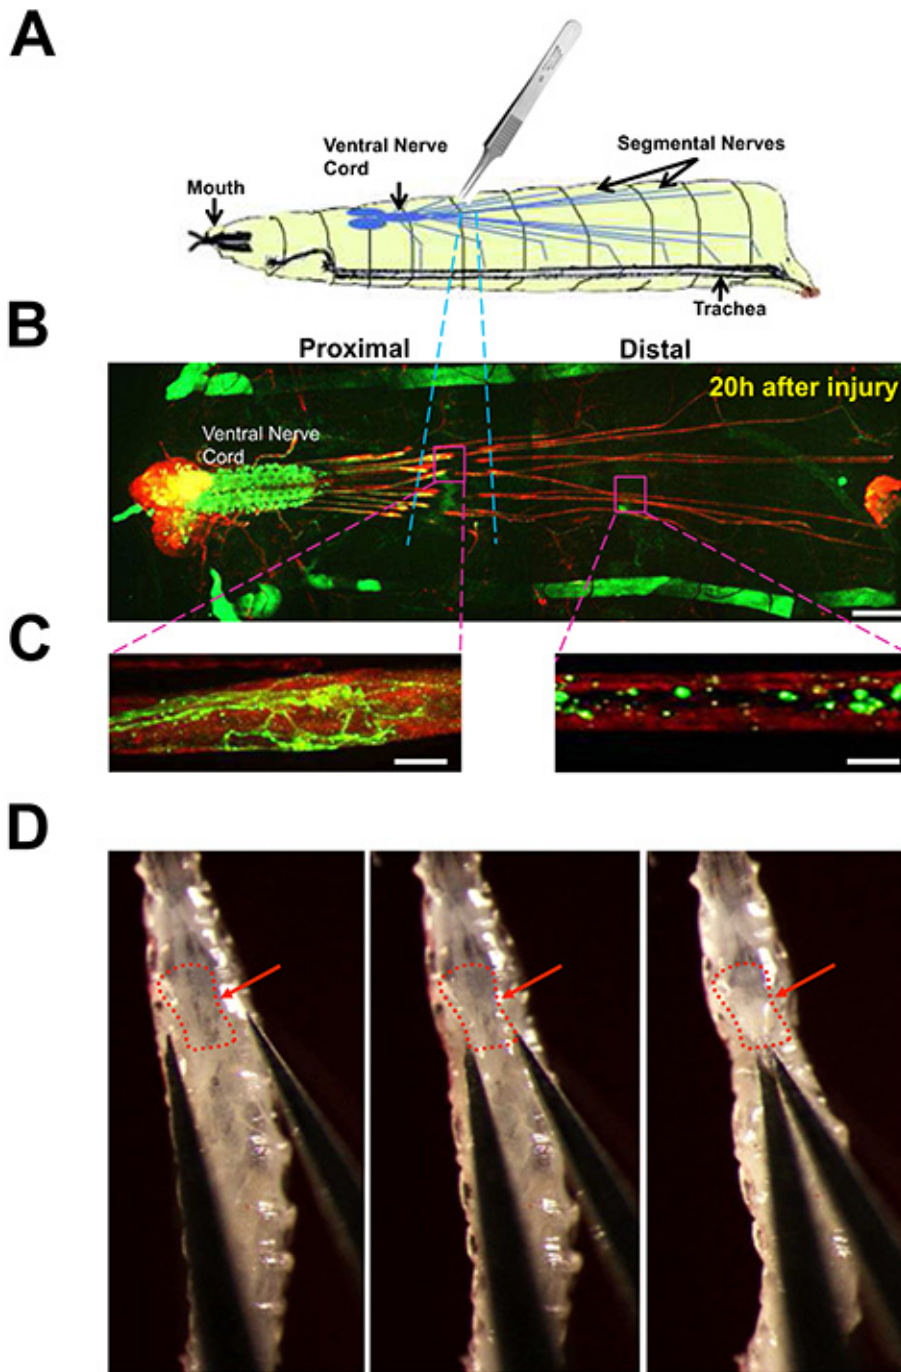 A
Ventral Nerve
Cord
Segmental Nerves
Mouth
Trachea
B
Proximal
Distal
20h after injury
Ventral Nerve
Cord
C
D